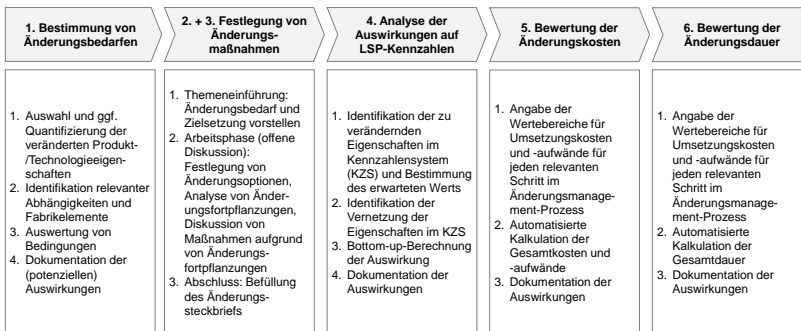 1. Bestimmung von
Änderungsbedarfen
2. + 3. Festlegung von
Änderungs-
maßnahmen
4. Analyse der
Auswirkungen auf
LSP-Kennzahlen
5. Bewertung der
Änderungskosten
6. Bewertung der
Änderungsdauer
1. Auswahl und ggf.
Quantifizierung der
veränderten Produkt-
/Technologieeigen-
schaften
2. Identifikation relevanter
Abhängigkeiten und
Fabrikelemente
3. Auswertung von
Bedingungen
4. Dokumentation der
(potenziellen)
Auswirkungen
1. Themeneinführung:
Änderungsbedarf und
Zielsetzung vorstellen
2. Arbeitsphase (offene
Diskussion):
Festlegung von
Änderungsoptionen,
Analyse von Änder-
ungsfortpflanzungen,
Diskussion von
Maßnahmen aufgrund
von Änderungs-
fortpflanzungen
3. Abschluss: Befüllung
des Änderungs-
steckbriefs
1. Identifikation der zu
verändernden
Eigenschaften im
Kennzahlensystem
(KZS) und Bestimmung
des erwarteten Werts
2. Identifikation der
Vernetzung der
Eigenschaften im KZS
3. Bottom-up-Berechnung
der Auswirkung
4. Dokumentation der
Auswirkungen
1. Angabe der
Wertebereiche für
Umsetzungskosten
und -aufwände für
jeden relevanten
Schritt im
Änderungsmanage-
ment-Prozess
2. Automatisierte
Kalkulation der
Gesamtkosten und
-aufwände
3. Dokumentation der
Auswirkungen
1. Angabe der
Wertebereiche für
Umsetzungskosten
und -aufwände für
jeden relevanten
Schritt im
Änderungsmanage-
ment-Prozess
2. Automatisierte
Kalkulation der
Gesamtdauer
3. Dokumentation der
Auswirkungen